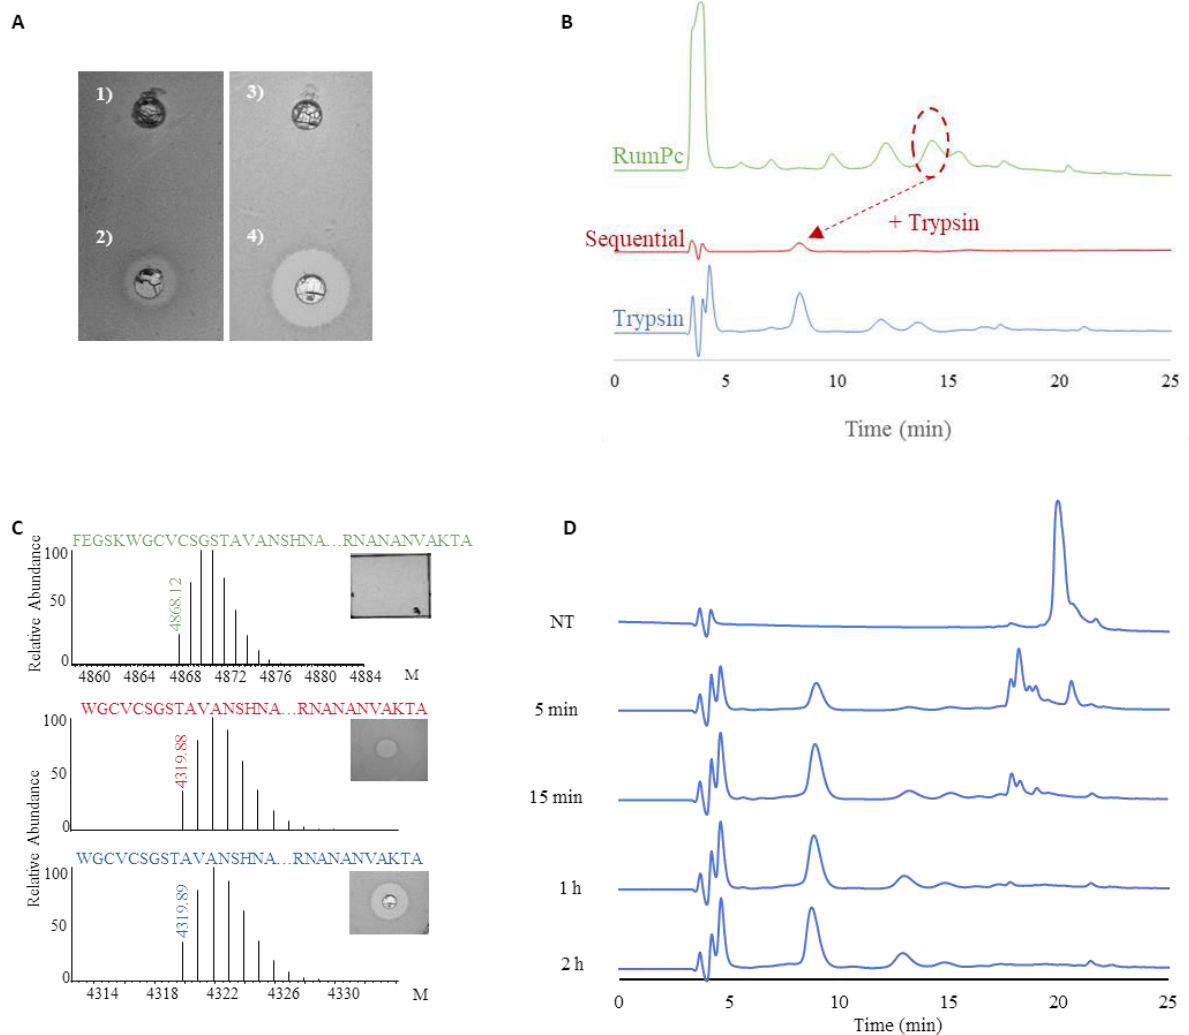 A
1)
3)
2)
4)
B
RumPc
+ Trypsin
Sequential
Trypsin
0 5 10 15 20 25
Time (min)
C
FEGSKWGCVCSGSTAVANSHNA…RNANANVAKTA
Relative Abundance
100
50
0
4868.12
4860 4864 4868 4872 4876 4880 4884 M
WGCVCSGSTAVANSHNA…RNANANVAKTA
Relative Abundance
100
50
0
4319.88
WGCVCSGSTAVANSHNA…RNANANVAKTA
100
50
0
4319.89
4314 4318 4322 4326 4330 M
D
NT
5 min
15 min
1 h
2 h
0 5 10 15 20 25
Time (min)